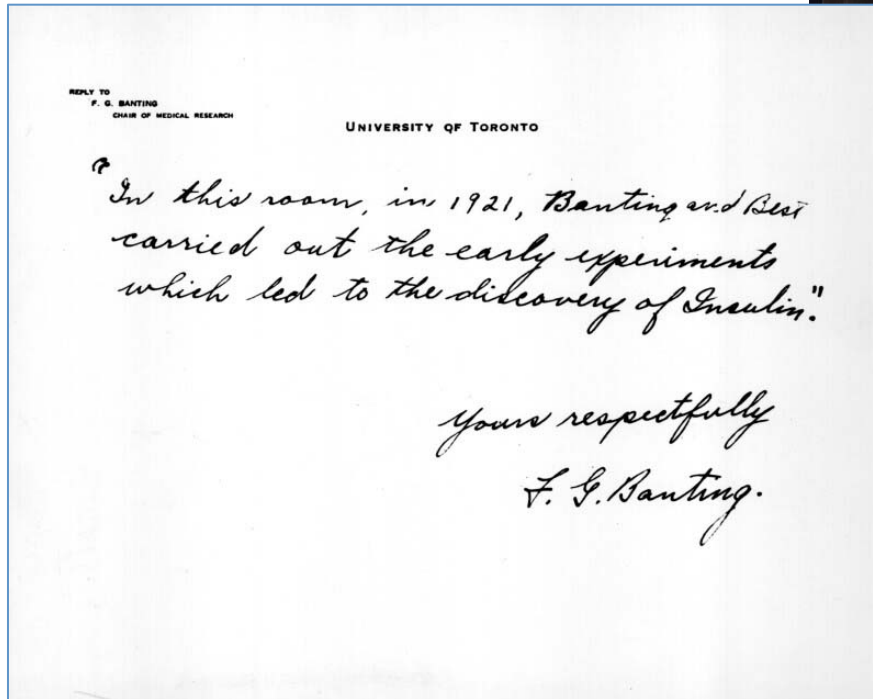 REPLY TO
F. G. BANTING
CHAIR OF MEDICAL RESEARCH
UNIVERSITY OF TORONTO
"In this room, in 1921, Banting and Best
carried out the early experiments
which led to the discovery of Insulin."
Yours respectfully
F. G. Banting.